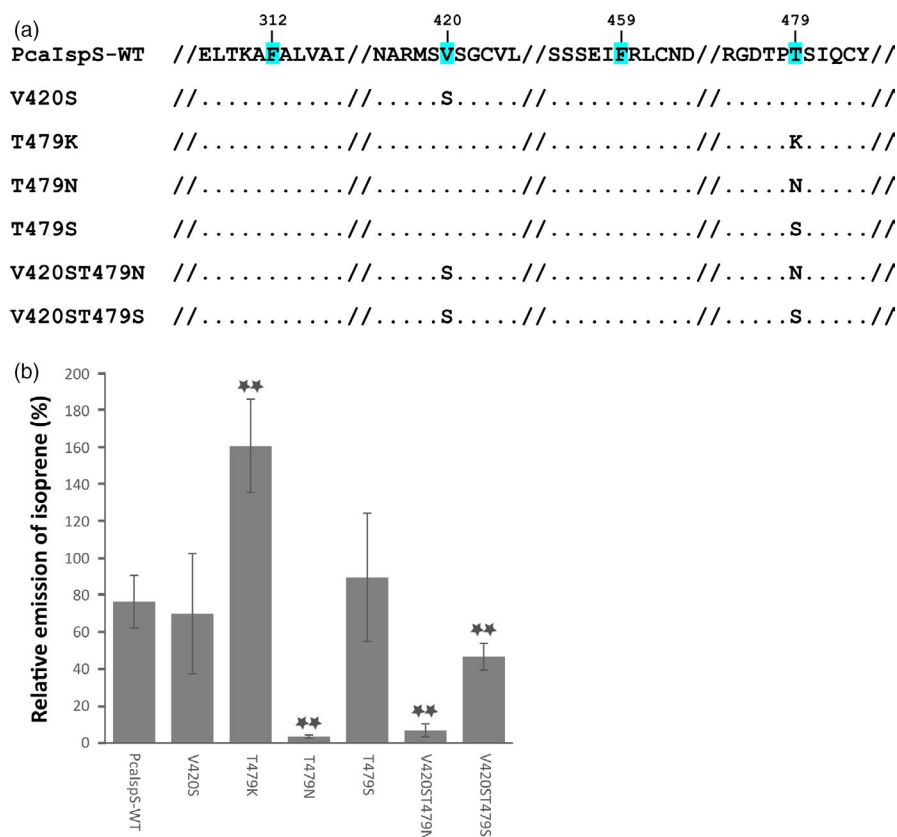 (a)
312 420 459 479
PcaIspS-WT //ELTKAFALVAI//NARMSVSGCVL//SSSEIFRLCND//RGDTPTSIQCY//
V420S //...........//.....S.....//...........//...........//
T479K //...........//...........//...........//.....K.....//
T479N //...........//...........//...........//.....N.....//
T479S //...........//...........//...........//.....S.....//
V420ST479N //...........//.....S.....//...........//.....N.....//
V420ST479S //...........//.....S.....//...........//.....S.....//
(b)
Relative emission of isoprene (%)
200
180
160
140
120
100
80
60
40
20
0
PcaIspS-WT
V420S
T479K
T479N
T479S
V420ST479N
V420ST479S